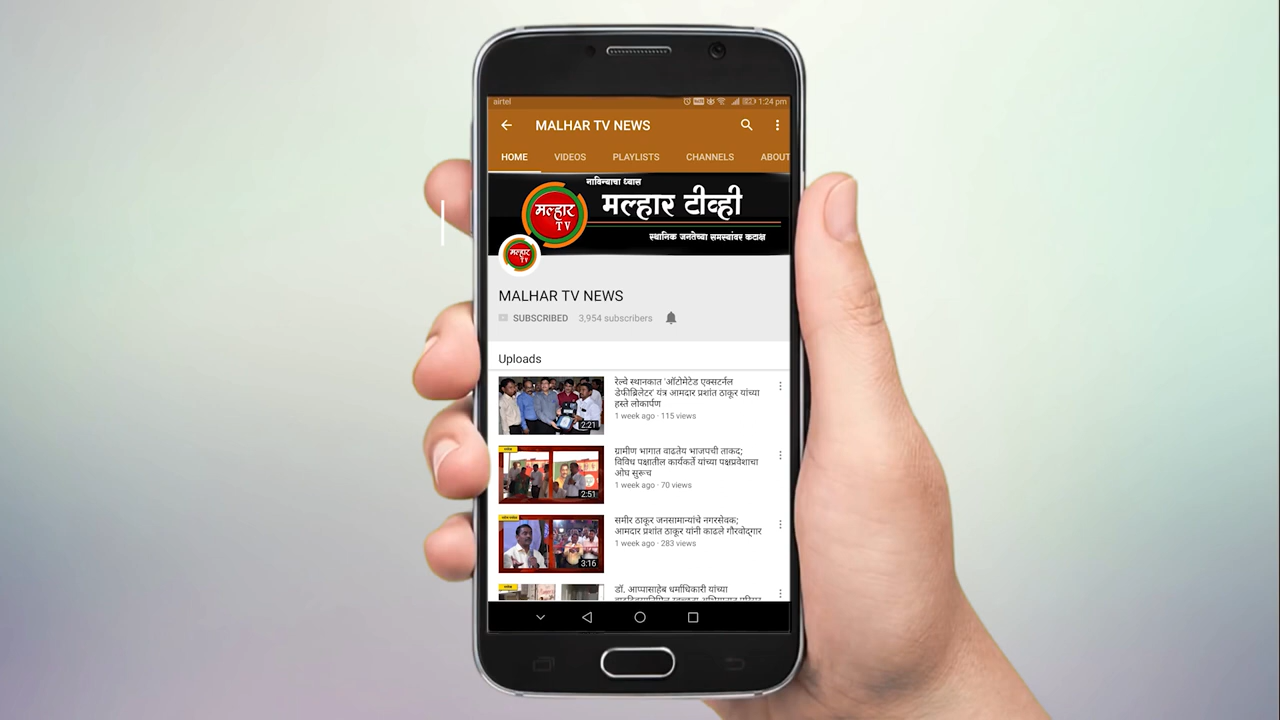 airtel
1:24 pm
MALHAR TV NEWS
HOME VIDEOS PLAYLISTS CHANNELS ABOUT
नाविन्याचा ध्यास
मल्हार टीव्ही
स्थानिक जनतेच्या समस्यांवर कटाक्ष
मल्हार
TV
मल्हार
TV
MALHAR TV NEWS
SUBSCRIBED 3,954 subscribers
Uploads
रेल्वे स्थानकात 'ऑटोमेटेड एक्सटर्नल
डेफीब्रिलेटर' यंत्र आमदार प्रशांत ठाकूर यांच्या
हस्ते लोकार्पण
1 week ago · 115 views
2:21
ग्रामीण भागात वाढतेय भाजपची ताकद;
विविध पक्षातील कार्यकर्ते यांच्या पक्षप्रवेशाचा
ओघ सुरूच
1 week ago · 70 views
2:51
समीर ठाकूर जनसामान्यांचे नगरसेवक;
आमदार प्रशांत ठाकूर यांनी काढले गौरवोद्गार
1 week ago · 283 views
3:16
डॉ. आप्पासाहेब धर्माधिकारी यांच्या